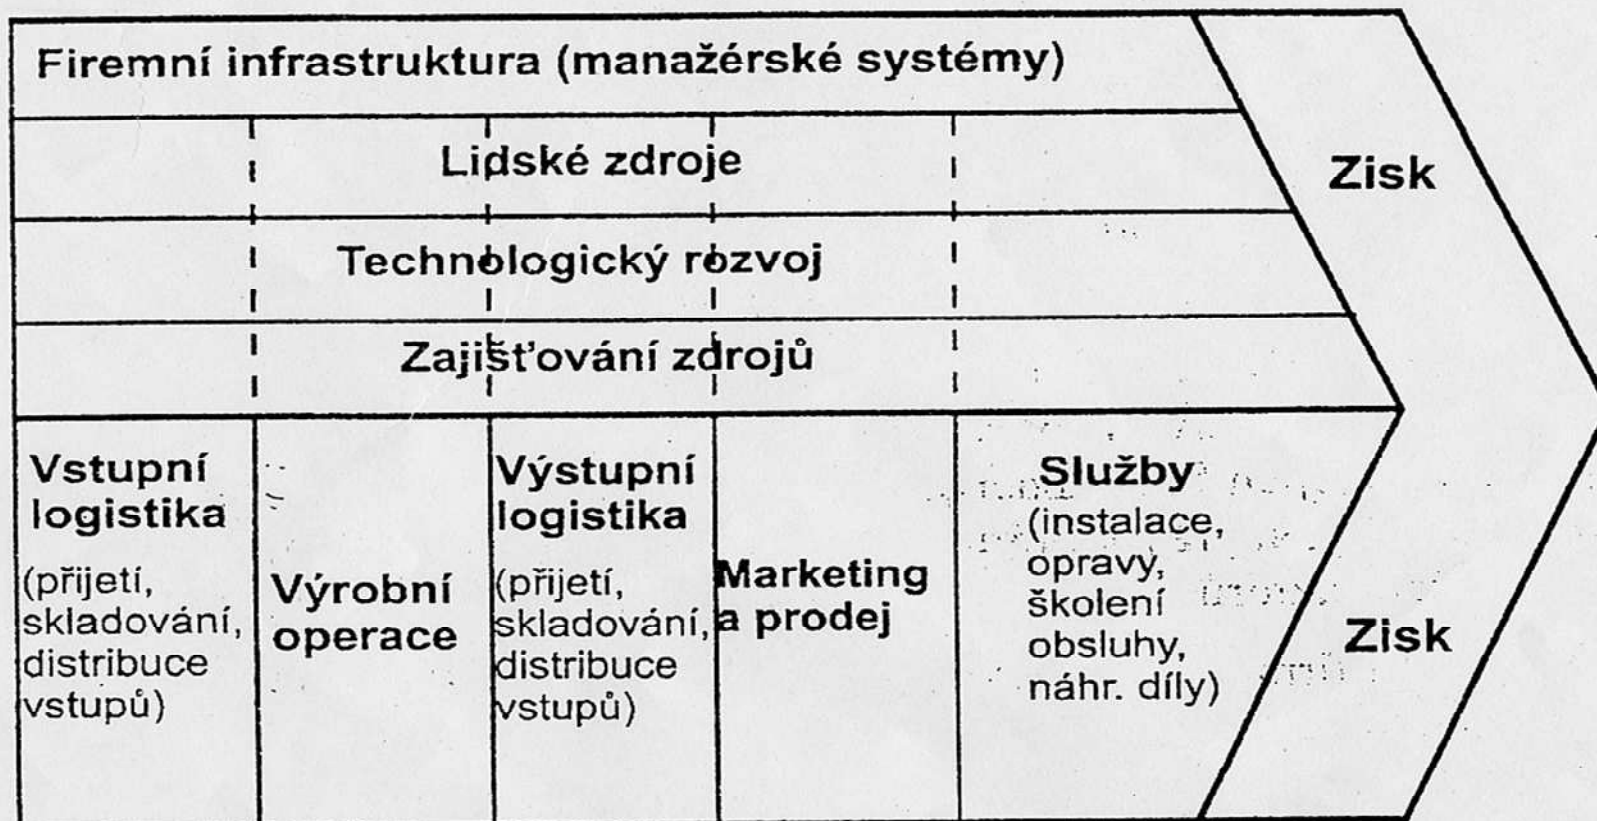 Firemní infrastruktura (manažérské systémy)
Lidské zdroje
Zisk
Technologický rozvoj
Zajišťování zdrojů
Vstupní
logistika
(přijetí,
skladování,
distribuce
vstupů)
Výrobní
operace
Výstupní
logistika
(přijetí,
skladování,
distribuce
vstupů)
Marketing
a prodej
Služby
(instalace,
opravy,
školení
obsluhy,
náhr. díly)
Zisk